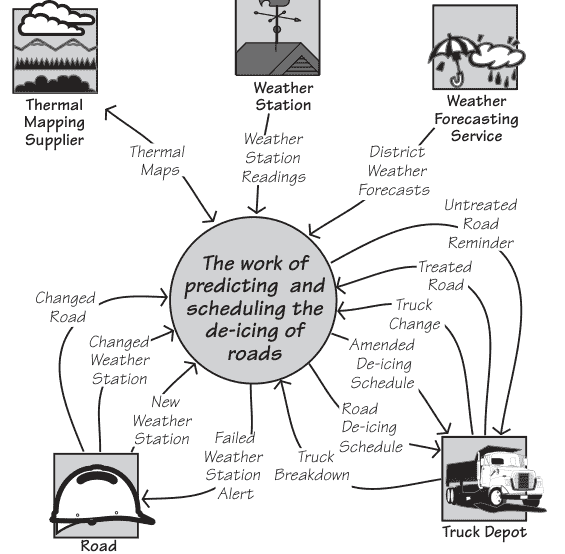 Thermal
Mapping
Supplier
Weather
Station
Weather
Forecasting
Service
Thermal
Maps
Weather
Station
Readings
District
Weather
Forecasts
Untreated
Road
Reminder
The work of
predicting and
scheduling the
de-icing of
roads
Treated
Road
Truck
Change
Changed
Road
Changed
Weather
Station
Amended
De-icing
Schedule
New
Weather
Station
Road
De-icing
Schedule
Failed
Weather
Station
Alert
Truck
Breakdown
Road
Truck Depot